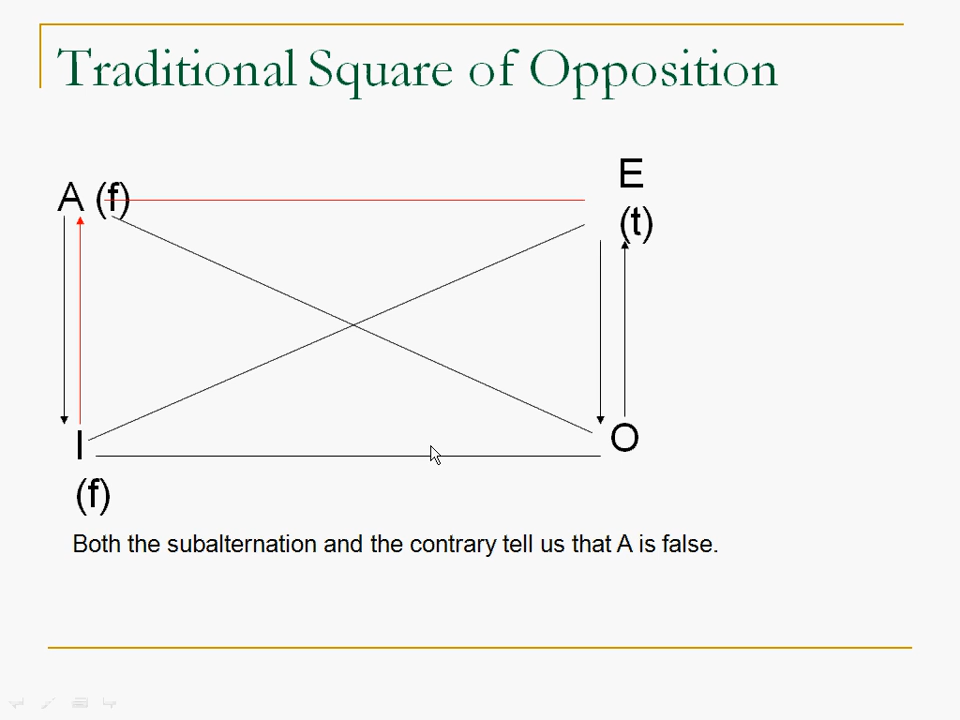 Traditional Square of Opposition
A (f)
E
(t)
I
(f)
O
Both the subalternation and the contrary tell us that A is false.